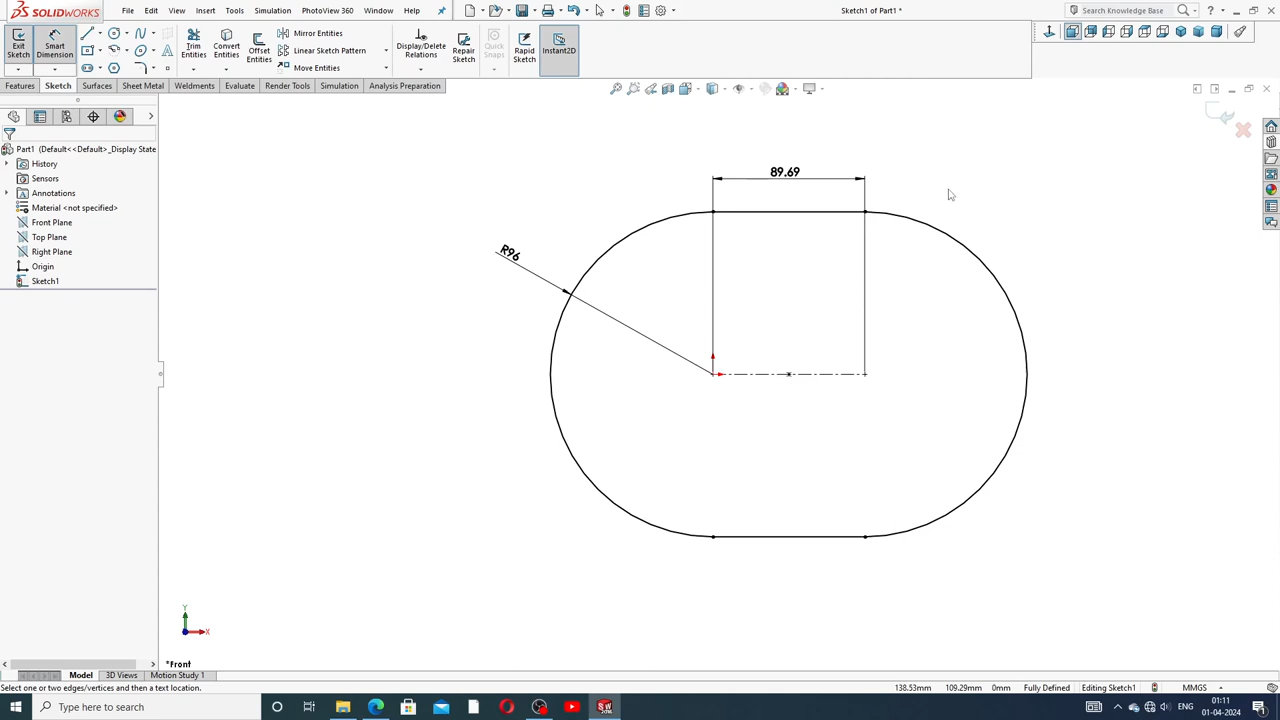 SOLIDWORKS
File Edit View Insert Tools Simulation PhotoView 360 Window
Sketch1 of Part1 *
Search Knowledge Base
Exit Sketch
Smart Dimension
Trim Entities
Convert Entities
Offset Entities
Mirror Entities
Linear Sketch Pattern
Move Entities
Display/Delete Relations
Repair Sketch
Quick Snaps
Rapid Sketch
Instant2D
Features Sketch Surfaces Sheet Metal Weldments Evaluate Render Tools Simulation Analysis Preparation
Part1 (Default<<Default>_Display State
History
Sensors
Annotations
Material <not specified>
Front Plane
Top Plane
Right Plane
Origin
Sketch1
89.69
R96
Y
X
*Front
Model 3D Views Motion Study 1
Select one or two edges/vertices and then a text location.
138.53mm 109.29mm 0mm Fully Defined Editing Sketch1 MMGS
Type here to search
ENG
01:11
01-04-2024